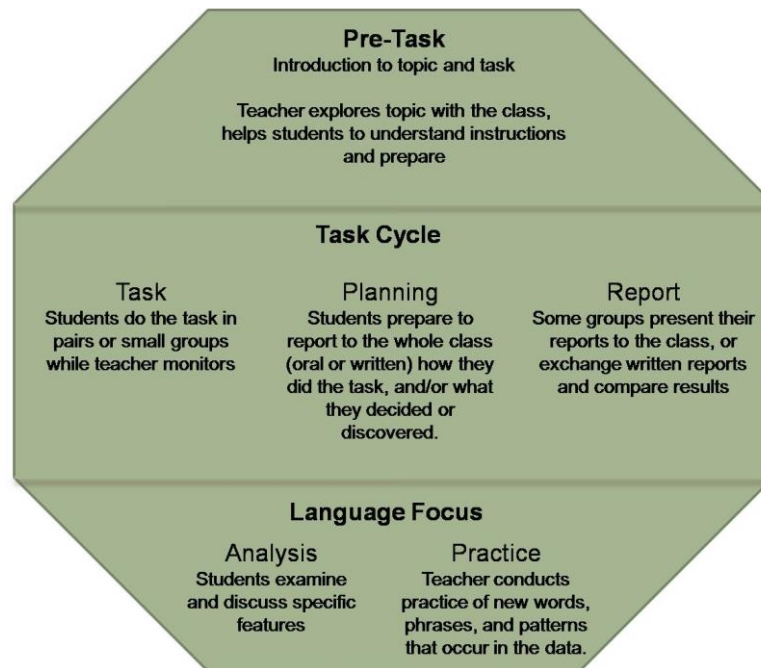 Pre-Task
Introduction to topic and task
Teacher explores topic with the class,
helps students to understand instructions
and prepare
Task Cycle
Task
Students do the task in
pairs or small groups
while teacher monitors
Planning
Students prepare to
report to the whole class
(oral or written) how they
did the task, and/or what
they decided or
discovered.
Report
Some groups present their
reports to the class, or
exchange written reports
and compare results
Language Focus
Analysis
Students examine
and discuss specific
features
Practice
Teacher conducts
practice of new words,
phrases, and patterns
that occur in the data.